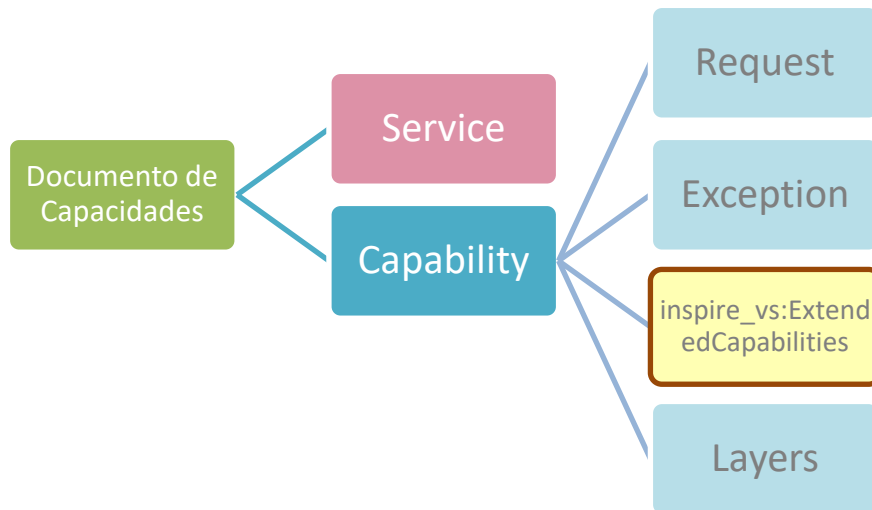 Documento de
Capacidades
Service
Capability
Request
Exception
inspire_vs:Extend
edCapabilities
Layers